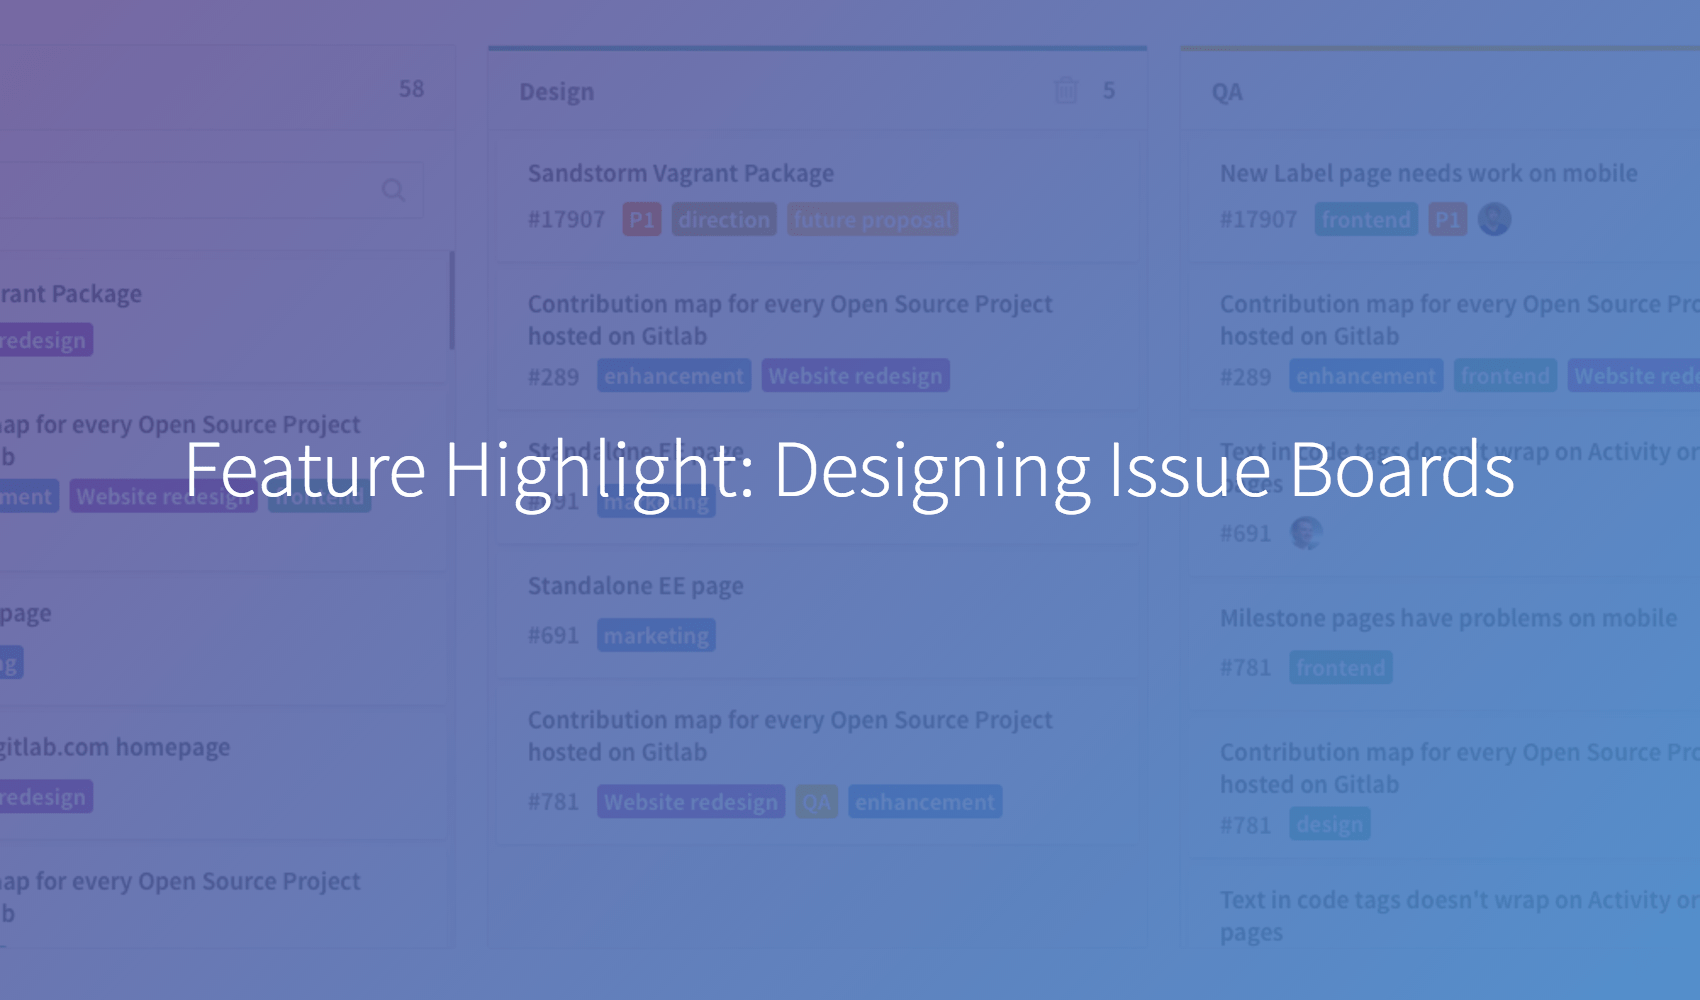 Feature Highlight: Designing Issue Boards
58
rant Package
redesign
map for every Open Source Project
b
ment Website redesign frontend
page
ng
gitlab.com homepage
redesign
map for every Open Source Project
b
Design 5
Sandstorm Vagrant Package
#17907 P1 direction future proposal
Contribution map for every Open Source Project
hosted on Gitlab
#289 enhancement Website redesign
Standalone EE page
#691 marketing
Standalone EE page
#691 marketing
Contribution map for every Open Source Project
hosted on Gitlab
#781 Website redesign QA enhancement
QA
New Label page needs work on mobile
#17907 frontend P1
Contribution map for every Open Source Pro
hosted on Gitlab
#289 enhancement frontend Website rede
Text in code tags doesn't wrap on Activity or
pages
#691
Milestone pages have problems on mobile
#781 frontend
Contribution map for every Open Source Pro
hosted on Gitlab
#781 design
Text in code tags doesn't wrap on Activity or
pages